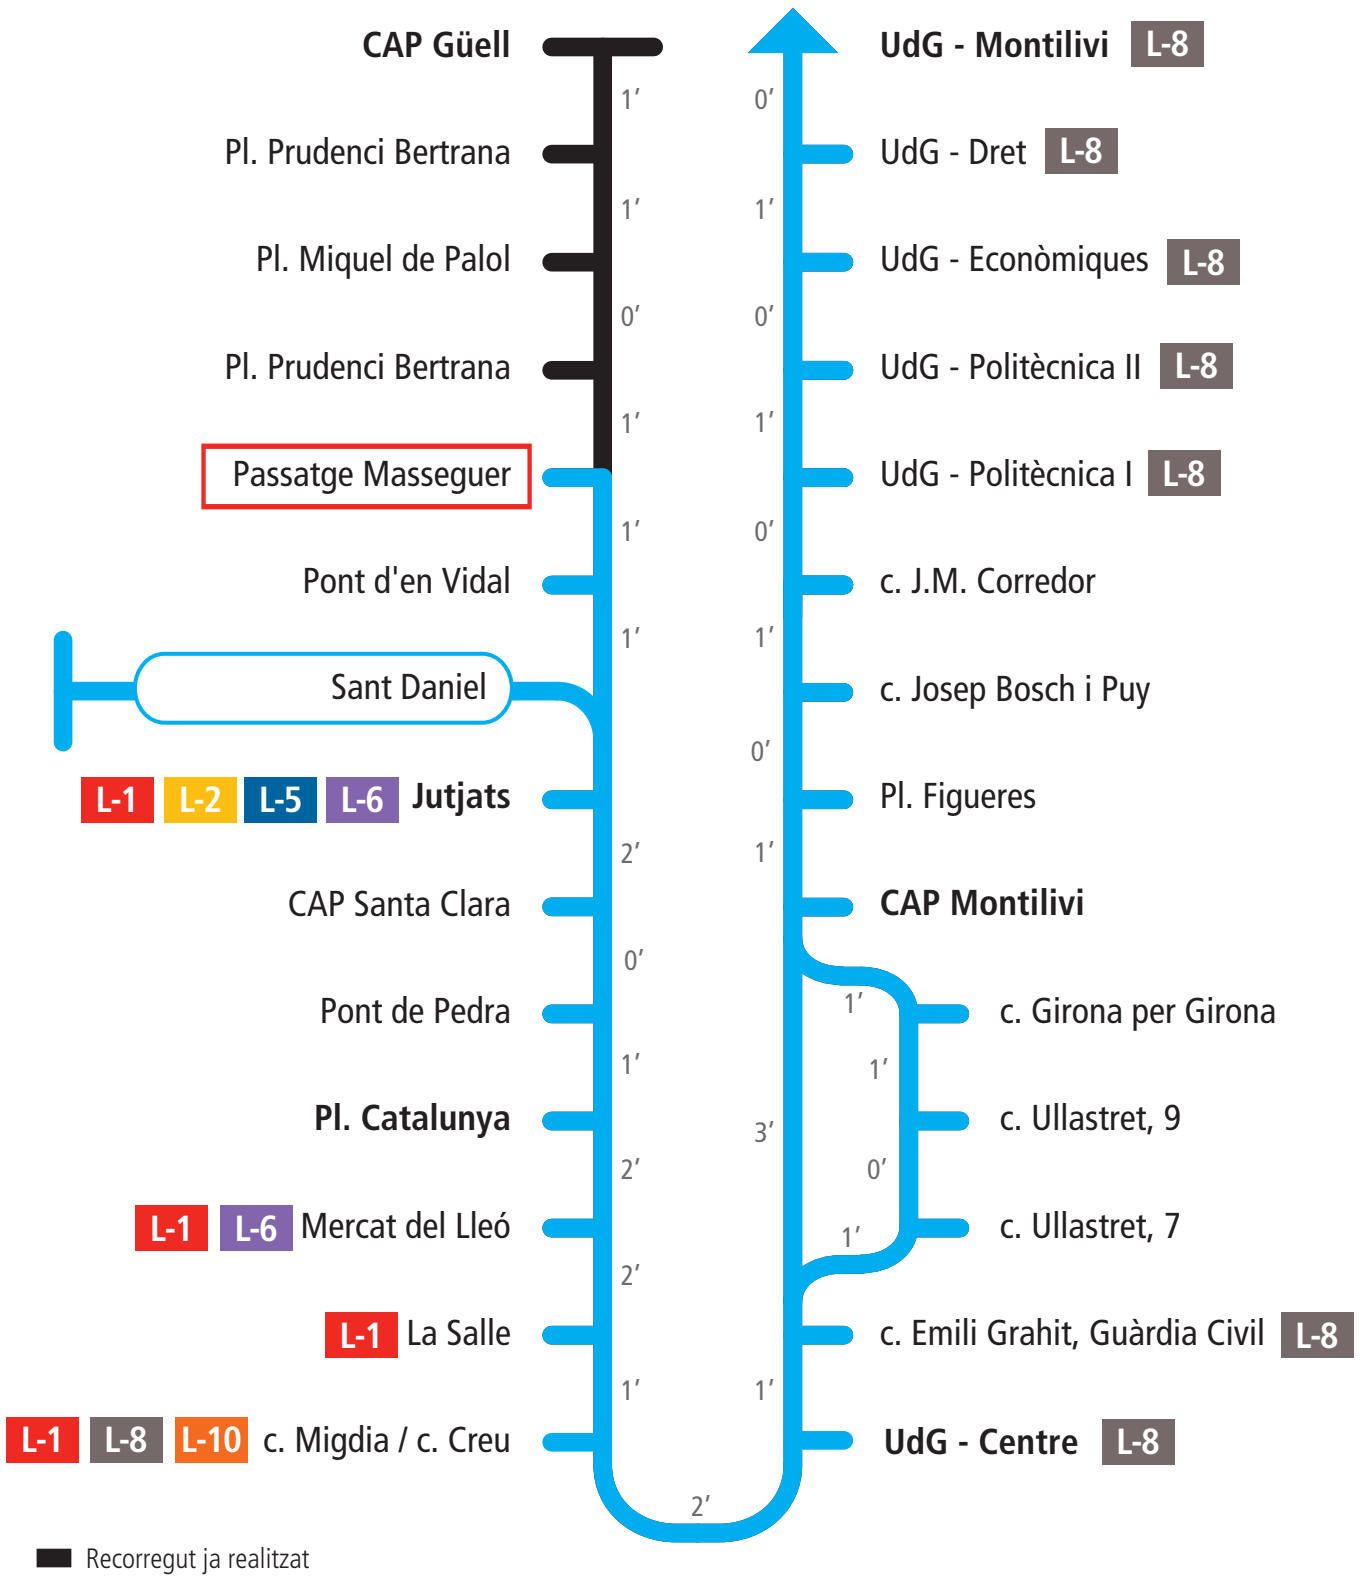 CAP Güell
1’
Pl. Prudenci Bertrana
1’
Pl. Miquel de Palol
0’
Pl. Prudenci Bertrana
1’
Passatge Masseguer
1’
Pont d'en Vidal
1’
Sant Daniel
L-1 L-2 L-5 L-6 Jutjats
2’
CAP Santa Clara
0’
Pont de Pedra
1’
Pl. Catalunya
2’
L-1 L-6 Mercat del Lleó
2’
L-1 La Salle
1’
L-1 L-8 L-10 c. Migdia / c. Creu
2’
UdG - Montilivi L-8
0’
UdG - Dret L-8
1’
UdG - Econòmiques L-8
0’
UdG - Politècnica II L-8
1’
UdG - Politècnica I L-8
0’
c. J.M. Corredor
1’
c. Josep Bosch i Puy
0’
Pl. Figueres
1’
CAP Montilivi
1’
c. Girona per Girona
1’
c. Ullastret, 9
3’
0’
c. Ullastret, 7
1’
c. Emili Grahit, Guàrdia Civil L-8
1’
UdG - Centre L-8
Recorregut ja realitzat